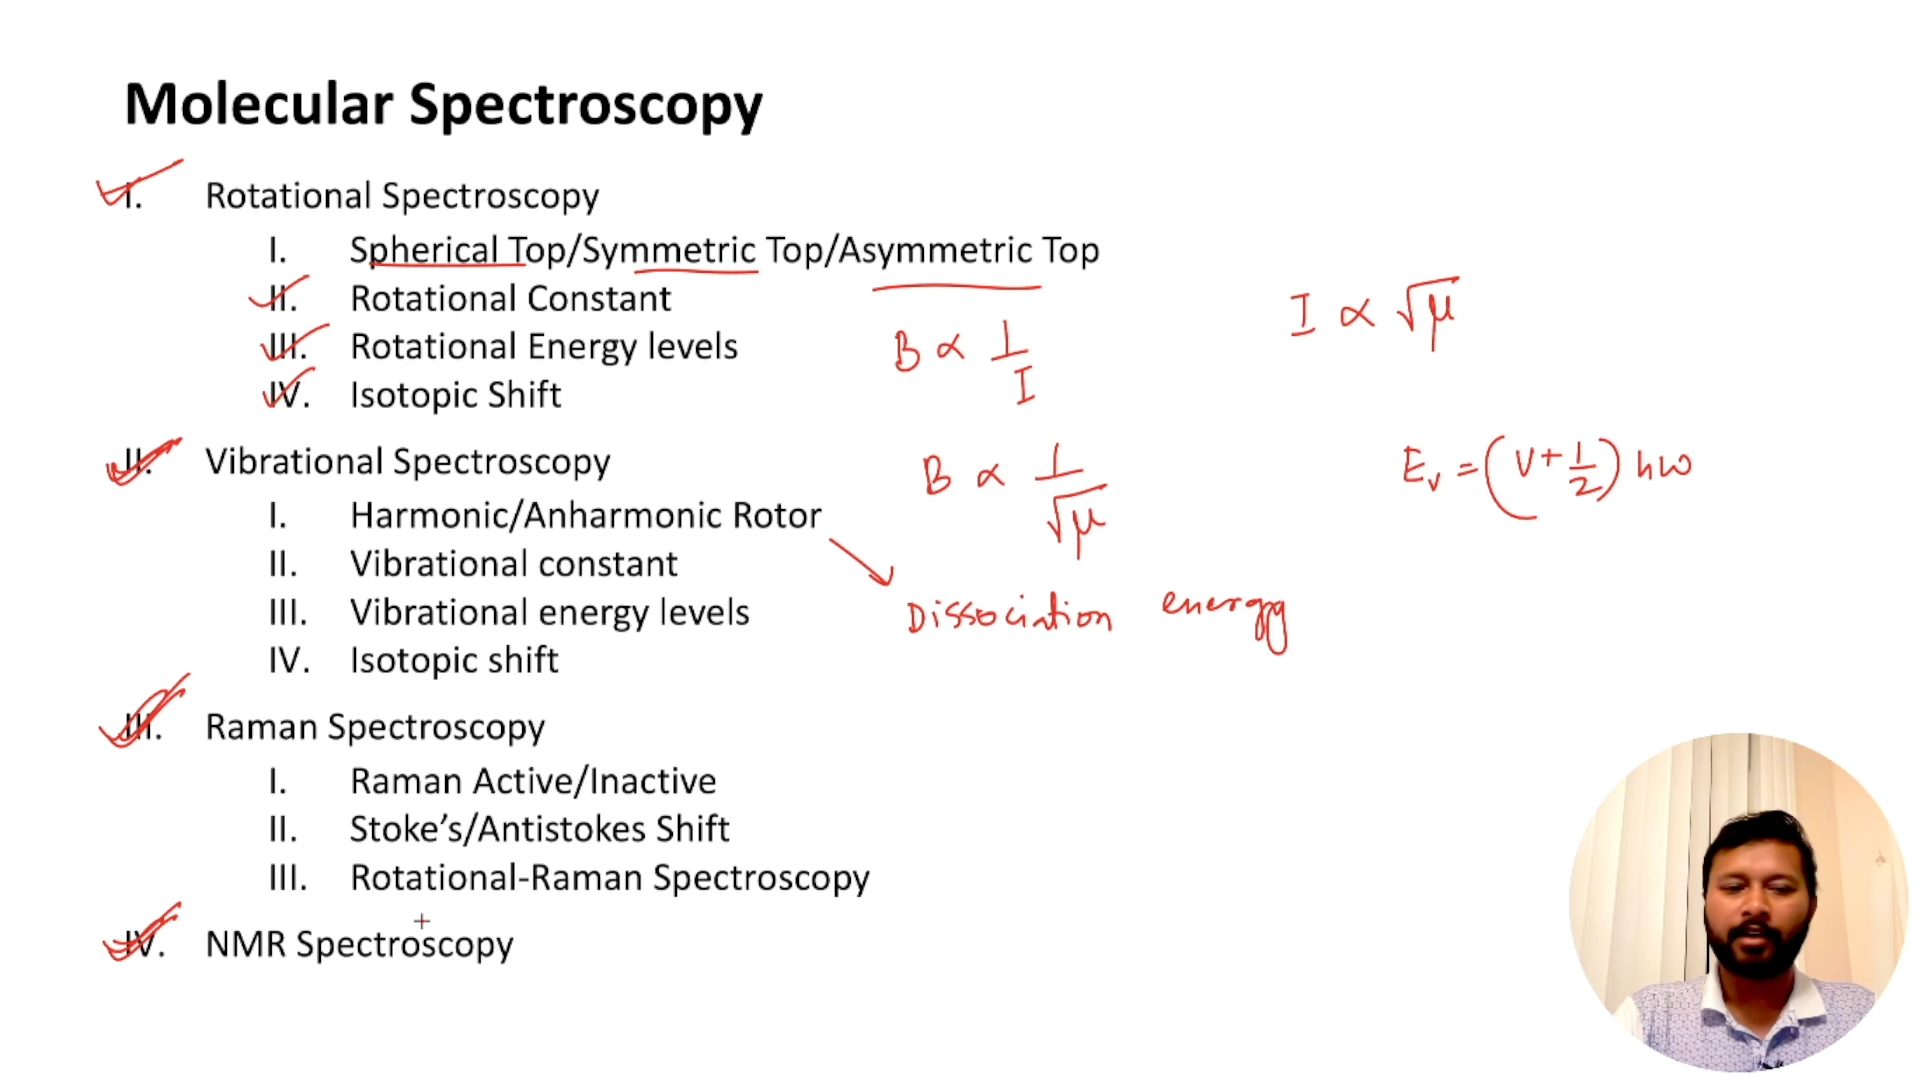 Molecular Spectroscopy
I. Rotational Spectroscopy
I. Spherical Top/Symmetric Top/Asymmetric Top
II. Rotational Constant
III. Rotational Energy levels
IV. Isotopic Shift
B ∝ 1/I
I ∝ √μ
II. Vibrational Spectroscopy
B ∝ 1/√μ
E_v = (v + 1/2) hω
I. Harmonic/Anharmonic Rotor
II. Vibrational constant
III. Vibrational energy levels
Dissociation energy
IV. Isotopic shift
III. Raman Spectroscopy
I. Raman Active/Inactive
II. Stoke’s/Antistokes Shift
III. Rotational-Raman Spectroscopy
IV. NMR Spectroscopy